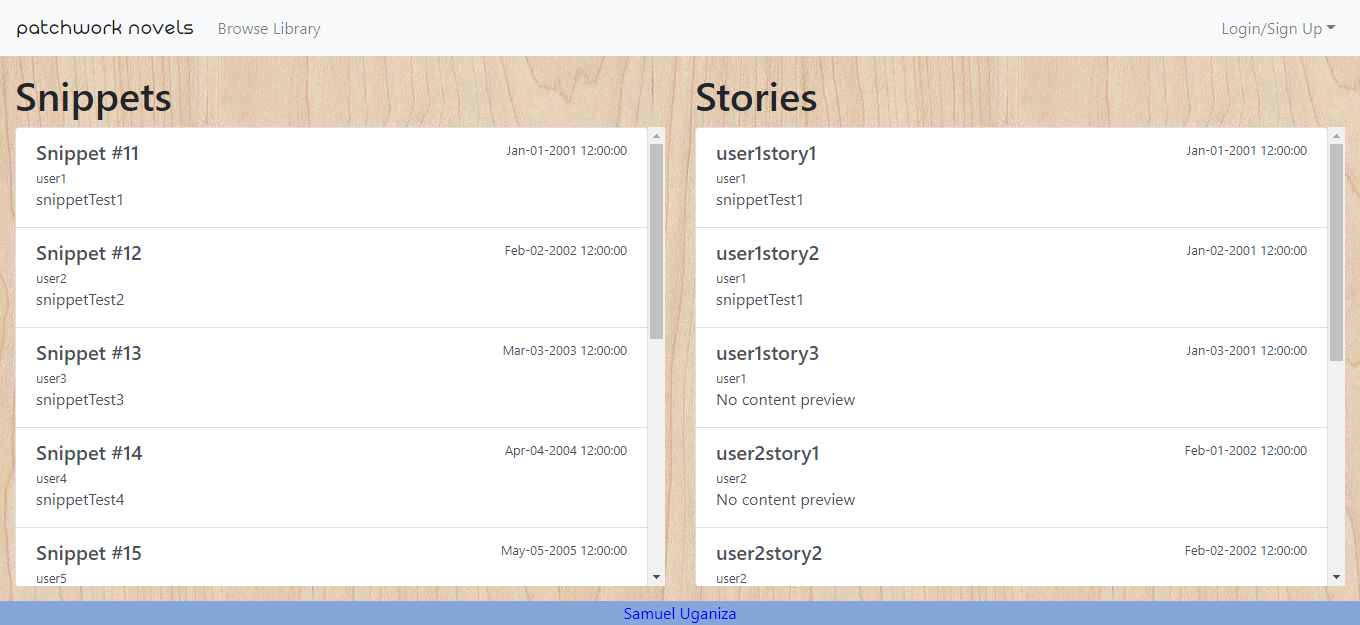 patchwork novels Browse Library Login/Sign Up
Snippets
Snippet #11 Jan-01-2001 12:00:00
user1
snippetTest1
Snippet #12 Feb-02-2002 12:00:00
user2
snippetTest2
Snippet #13 Mar-03-2003 12:00:00
user3
snippetTest3
Snippet #14 Apr-04-2004 12:00:00
user4
snippetTest4
Snippet #15 May-05-2005 12:00:00
user5
Stories
user1story1 Jan-01-2001 12:00:00
user1
snippetTest1
user1story2 Jan-02-2001 12:00:00
user1
snippetTest1
user1story3 Jan-03-2001 12:00:00
user1
No content preview
user2story1 Feb-01-2002 12:00:00
user2
No content preview
user2story2 Feb-02-2002 12:00:00
user2
Samuel Uganiza